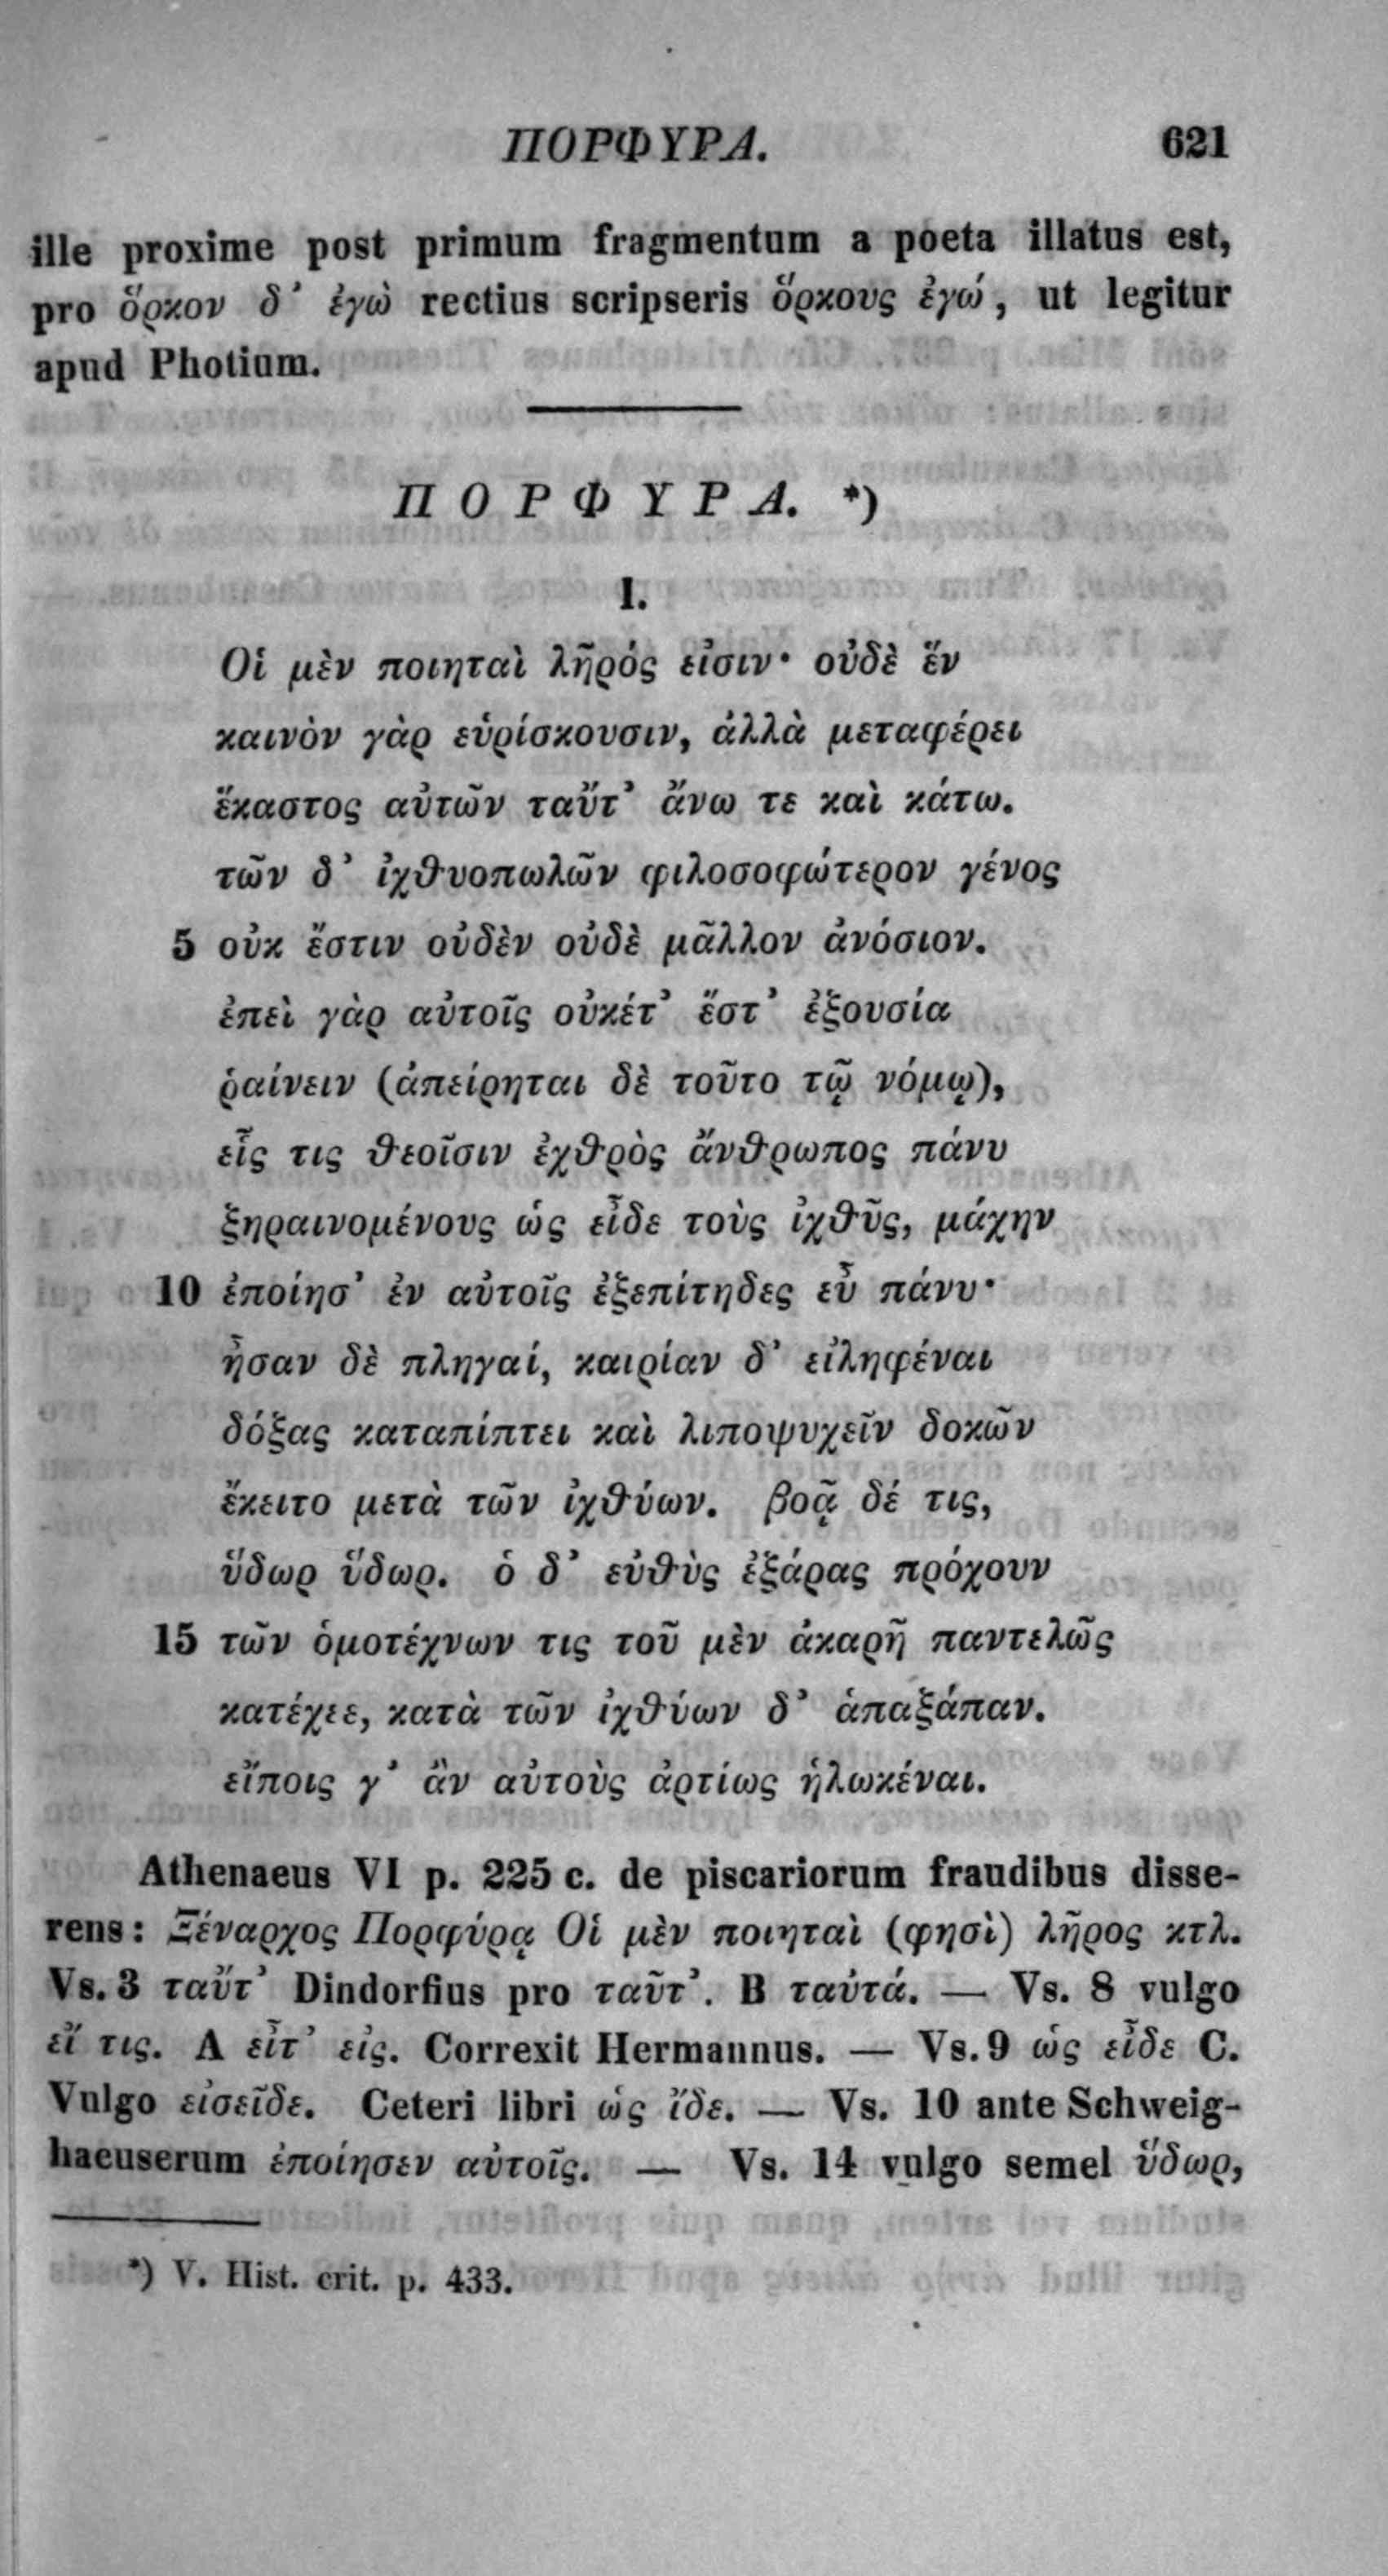 ΠΟΡΦΥΡΑ. 621
ille proxime post primum fragmentum a poeta illatus est,
pro ὅρκον δ᾽ ἐγὼ rectius scripseris ὅρκους ἐγώ, ut legitur
apud Photium.
ΠΟΡΦΥΡΑ. *)
I.
Οἱ μὲν ποιηταὶ λῆρός εἰσιν· οὐδὲ ἕν
καινὸν γὰρ εὑρίσκουσιν, ἀλλὰ μεταφέρει
ἕκαστος αὐτῶν ταὔτ᾽ ἄνω τε καὶ κάτω.
τῶν δ᾽ ἰχθυοπωλῶν φιλοσοφώτερον γένος
5 οὐκ ἔστιν οὐδὲν οὐδὲ μᾶλλον ἀνόσιον.
ἐπεὶ γὰρ αὐτοῖς οὐκέτ᾽ ἔστ᾽ ἐξουσία
ῥαίνειν (ἀπείρηται δὲ τοῦτο τῷ νόμῳ),
εἷς τις θεοῖσιν ἐχθρὸς ἄνθρωπος πάνυ
ξηραινομένους ὡς εἶδε τοὺς ἰχθῦς, μάχην
10 ἐποίησ᾽ ἐν αὐτοῖς ἐξεπίτηδες εὖ πάνυ·
ἦσαν δὲ πληγαί, καιρίαν δ᾽ εἰληφέναι
δόξας καταπίπτει καὶ λιποψυχεῖν δοκῶν
ἔκειτο μετὰ τῶν ἰχθύων. βοᾷ δέ τις,
ὕδωρ ὕδωρ. ὁ δ᾽ εὐθὺς ἐξάρας πρόχουν
15 τῶν ὁμοτέχνων τις τοῦ μὲν ἀκαρῆ παντελῶς
κατέχεε, κατὰ τῶν ἰχθύων δ᾽ ἁπαξάπαν.
εἴποις γ᾽ ἂν αὐτοὺς ἀρτίως ἡλωκέναι.
Athenaeus VI p. 225 c. de piscariorum fraudibus disse-
rens: Ξέναρχος Πορφύρᾳ Οἱ μὲν ποιηταὶ (φησὶ) λῆρος κτλ.
Vs. 3 ταὔτ᾽ Dindorfius pro ταῦτ᾽. B ταὐτά. — Vs. 8 vulgo
εἴ τις. A εἶτ᾽ εἰς. Correxit Hermannus. — Vs. 9 ὡς εἶδε C.
Vulgo εἰσεῖδε. Ceteri libri ὡς ἴδε. — Vs. 10 ante Schweig-
haeuserum ἐποίησεν αὐτοῖς. — Vs. 14 vulgo semel ὕδωρ,
*) V. Hist. crit. p. 433.